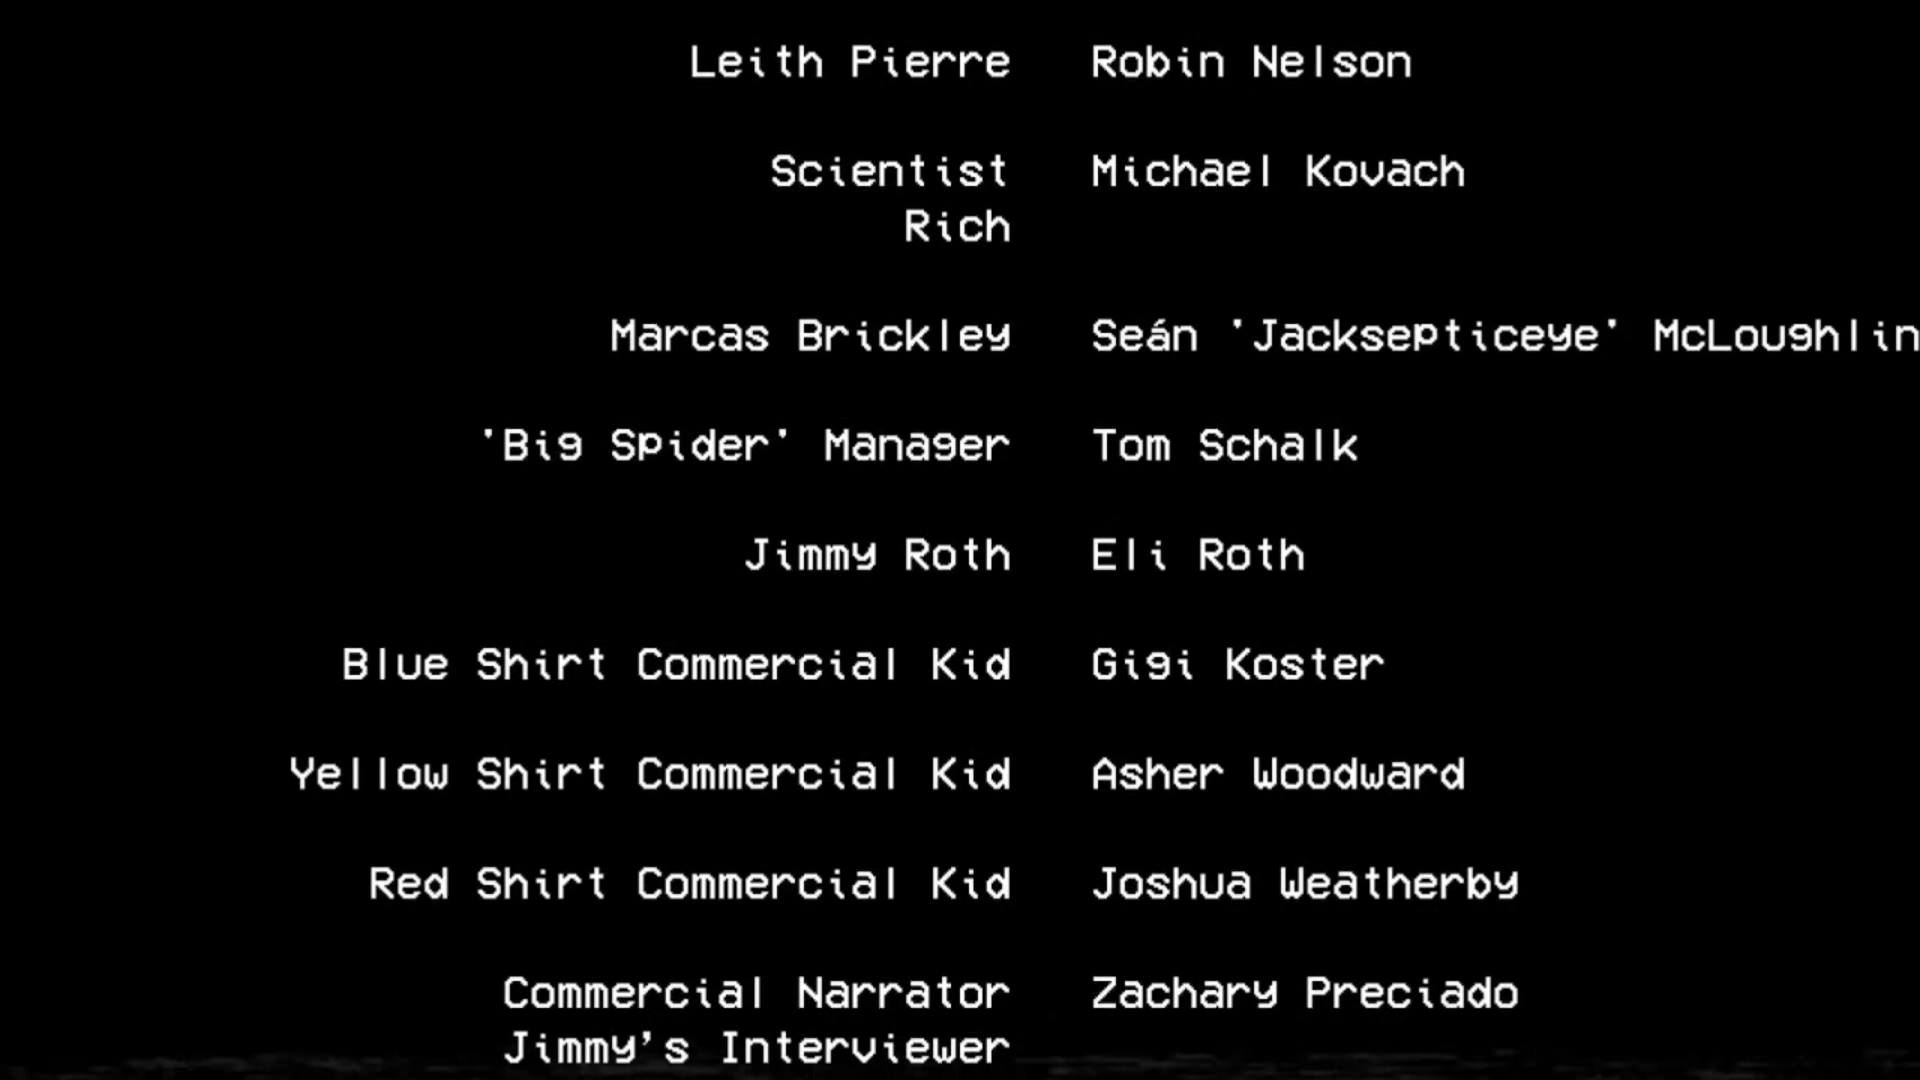 Leith Pierre Robin Nelson
Scientist Michael Kovach
Rich
Marcas Brickley Seán 'Jacksepticeye' McLoughlin
'Big Spider' Manager Tom Schalk
Jimmy Roth Eli Roth
Blue Shirt Commercial Kid Gigi Koster
Yellow Shirt Commercial Kid Asher Woodward
Red Shirt Commercial Kid Joshua Weatherby
Commercial Narrator Zachary Preciado
Jimmy's Interviewer